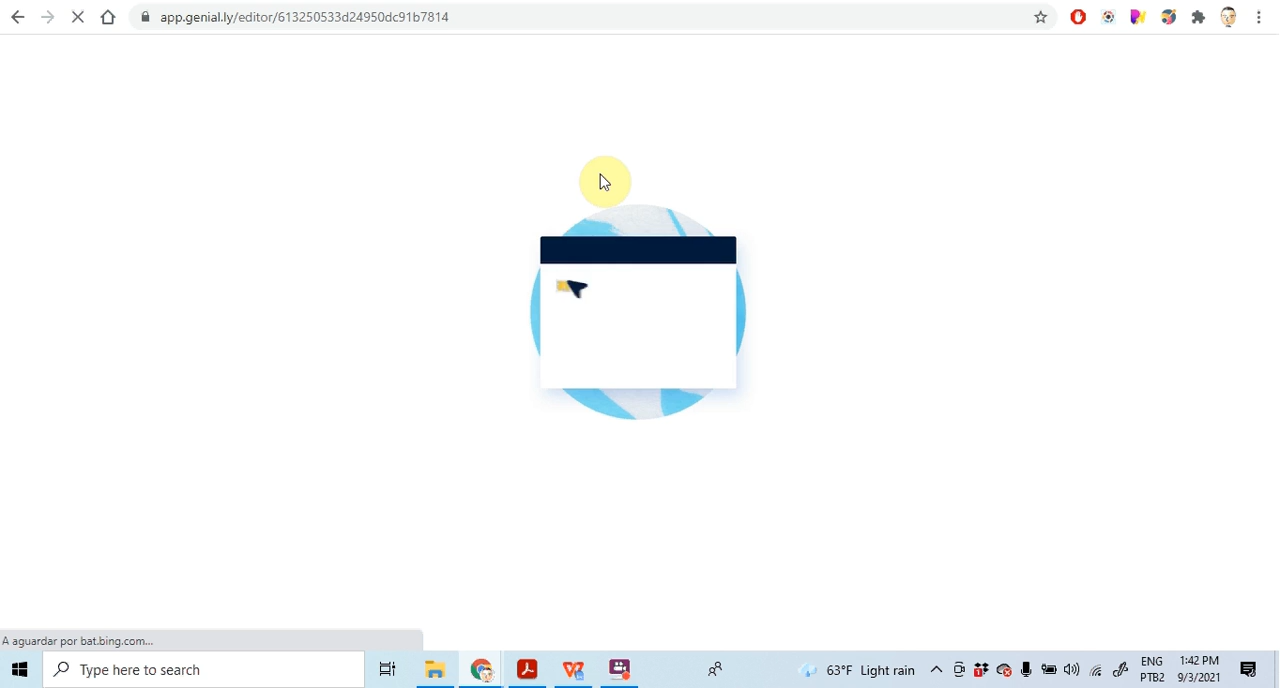 app.genial.ly/editor/613250533d24950dc91b7814
A aguardar por bat.bing.com...
Type here to search
63°F Light rain
ENG
PTB2
1:42 PM
9/3/2021